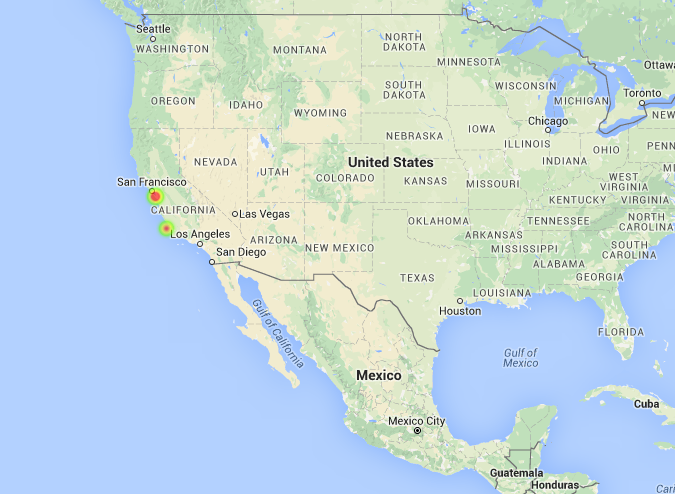 Seattle
WASHINGTON
MONTANA
NORTH
DAKOTA
MINNESOTA
Ottawa
OREGON
IDAHO
SOUTH
DAKOTA
WISCONSIN
MICHIGAN
Toronto
WYOMING
Chicago
NEW
NEBRASKA
IOWA
ILLINOIS
OHIO
PENN
NEVADA
UTAH
United States
INDIANA
San Francisco
COLORADO
KANSAS
MISSOURI
WEST
VIRGINIA
KENTUCKY
VIRGINIA
CALIFORNIA
Las Vegas
OKLAHOMA
TENNESSEE
NORTH
CAROLINA
Los Angeles
ARIZONA
NEW MEXICO
ARKANSAS
MISSISSIPPI
SOUTH
CAROLINA
San Diego
TEXAS
ALABAMA
GEORGIA
LOUISIANA
Houston
Gulf of California
FLORIDA
Gulf of
Mexico
Mexico
Cuba
Mexico City
Guatemala
Honduras
Cari